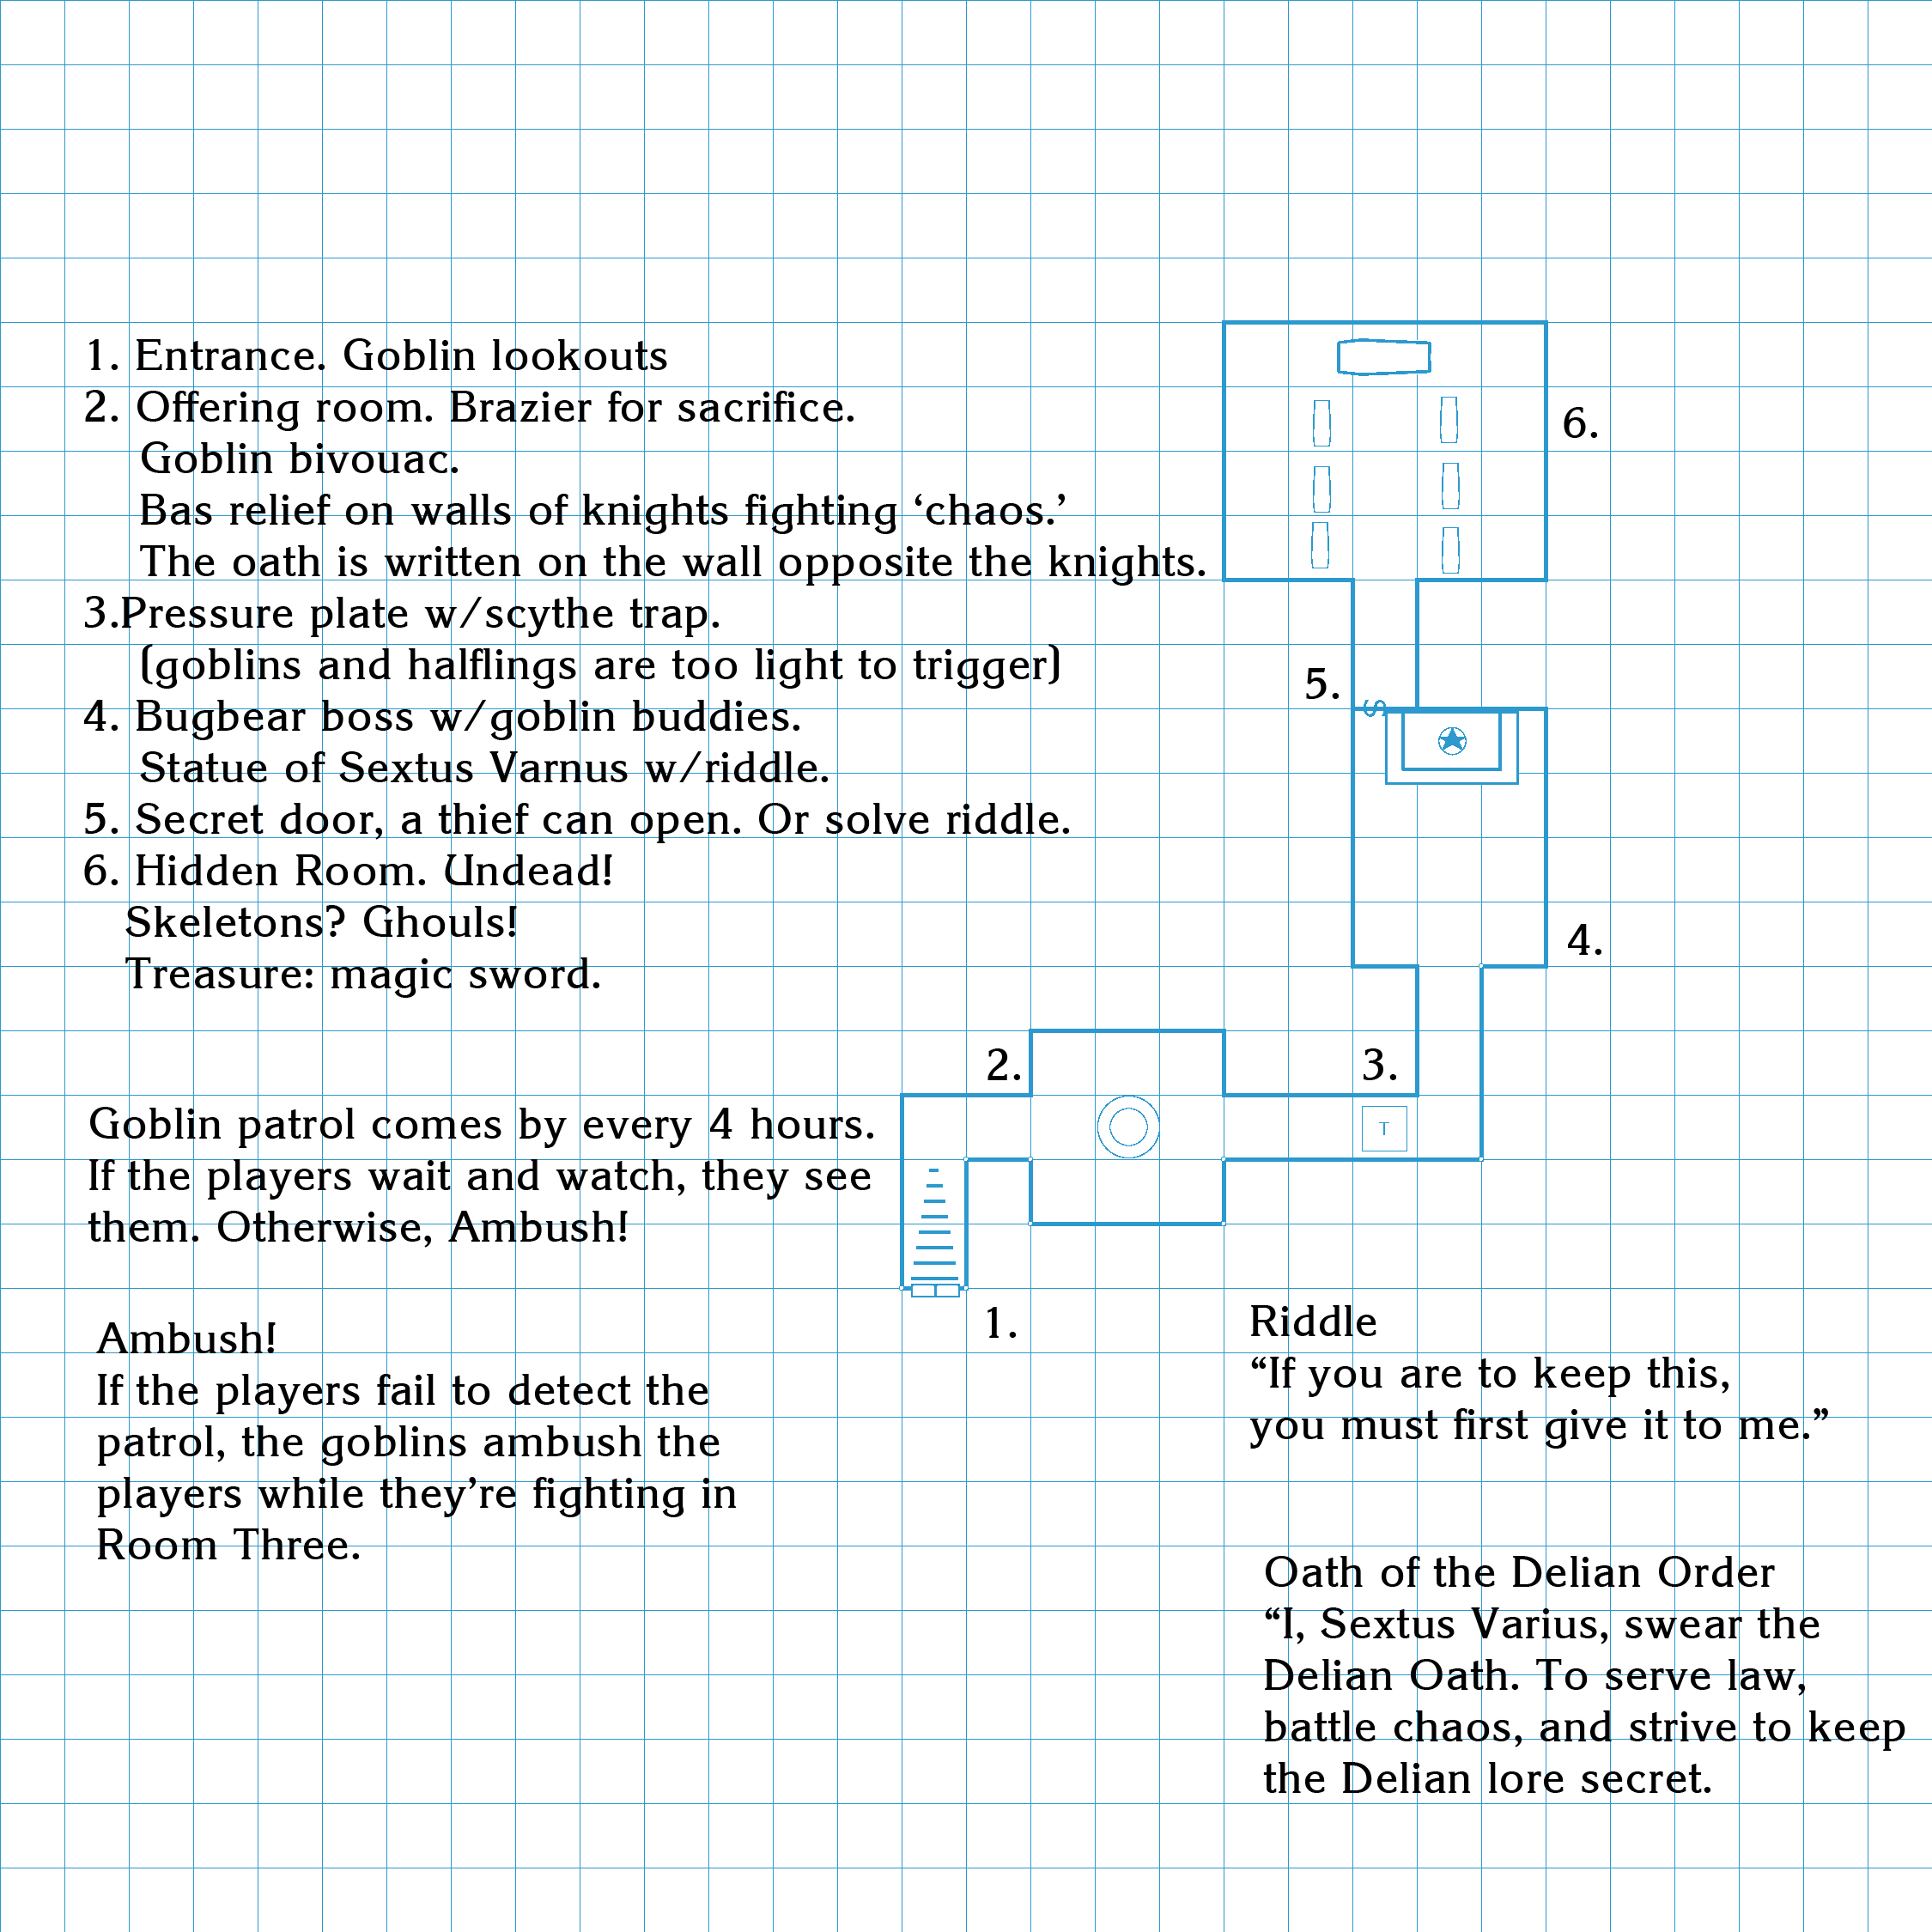 1. Entrance. Goblin lookouts
2. Offering room. Brazier for sacrifice.
Goblin bivouac.
Bas relief on walls of knights fighting ‘chaos.’
The oath is written on the wall opposite the knights.
3.Pressure plate w/scythe trap.
(goblins and halflings are too light to trigger)
4. Bugbear boss w/goblin buddies.
Statue of Sextus Varnus w/riddle.
5. Secret door, a thief can open. Or solve riddle.
6. Hidden Room. Undead!
Skeletons? Ghouls!
Treasure: magic sword.
Goblin patrol comes by every 4 hours.
If the players wait and watch, they see
them. Otherwise, Ambush!
Ambush!
If the players fail to detect the
patrol, the goblins ambush the
players while they’re fighting in
Room Three.
6.
5.
S
4.
2.
3.
T
1.
Riddle
“If you are to keep this,
you must first give it to me.”
Oath of the Delian Order
“I, Sextus Varius, swear the
Delian Oath. To serve law,
battle chaos, and strive to keep
the Delian lore secret.